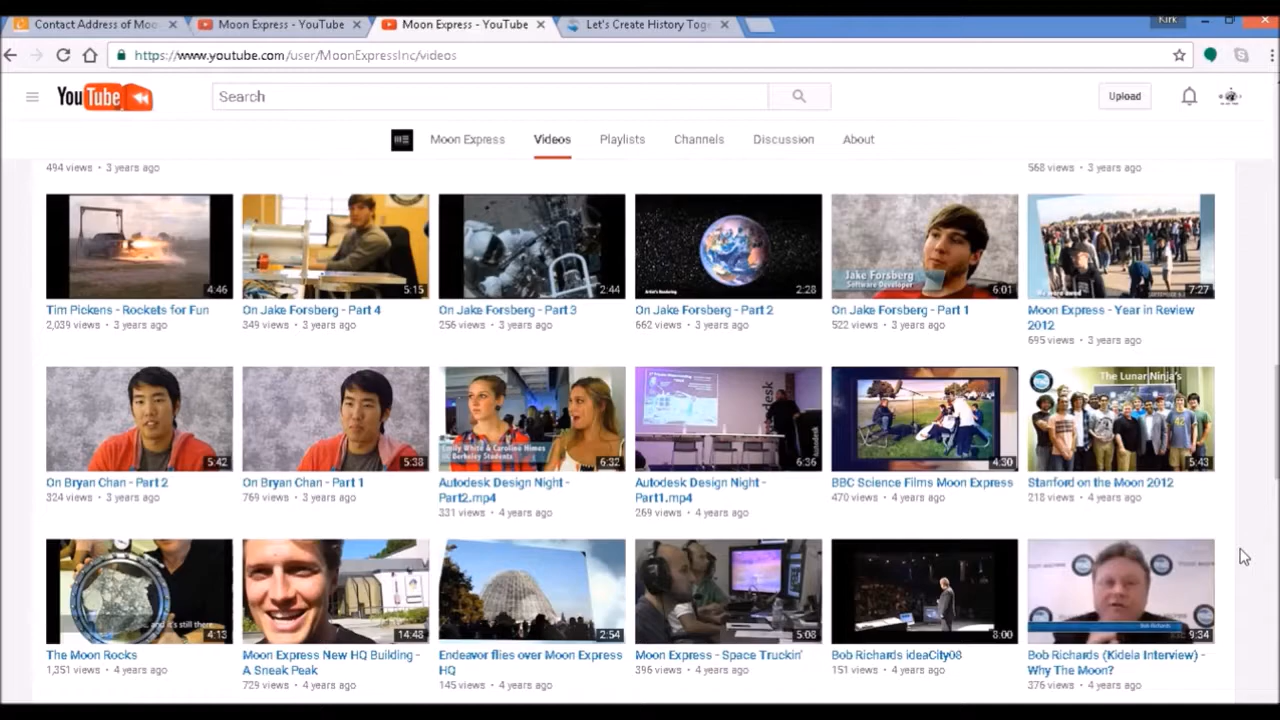 Contact Address of Moo
Moon Express - YouTube
Moon Express - YouTube
Let's Create History Toge
Kirk
https://www.youtube.com/user/MoonExpressInc/videos
YouTube
Search
Upload
Moon Express
Videos
Playlists
Channels
Discussion
About
494 views • 3 years ago
568 views • 3 years ago
4:46
5:15
2:44
2:28
Jake Forsberg
Software Developer
6:01
7:27
Tim Pickens - Rockets for Fun
2,039 views • 3 years ago
On Jake Forsberg - Part 4
349 views • 3 years ago
On Jake Forsberg - Part 3
256 views • 3 years ago
On Jake Forsberg - Part 2
662 views • 3 years ago
On Jake Forsberg - Part 1
522 views • 3 years ago
Moon Express - Year in Review
2012
695 views • 3 years ago
5:42
5:38
Emily White & Caroline Himes
Berkeley Students
6:32
Autodesk
6:36
4:30
The Lunar Ninja's
5:43
On Bryan Chan - Part 2
324 views • 3 years ago
On Bryan Chan - Part 1
769 views • 3 years ago
Autodesk Design Night -
Part2.mp4
331 views • 4 years ago
Autodesk Design Night -
Part1.mp4
269 views • 4 years ago
BBC Science Films Moon Express
470 views • 4 years ago
Stanford on the Moon 2012
218 views • 4 years ago
and it's still there
4:13
14:48
2:54
5:08
8:00
Bob Richards
9:34
The Moon Rocks
1,351 views • 4 years ago
Moon Express New HQ Building -
A Sneak Peak
729 views • 4 years ago
Endeavor flies over Moon Express
HQ
145 views • 4 years ago
Moon Express - Space Truckin'
396 views • 4 years ago
Bob Richards ideaCity08
151 views • 4 years ago
Bob Richards (Kidela Interview) -
Why The Moon?
376 views • 4 years ago